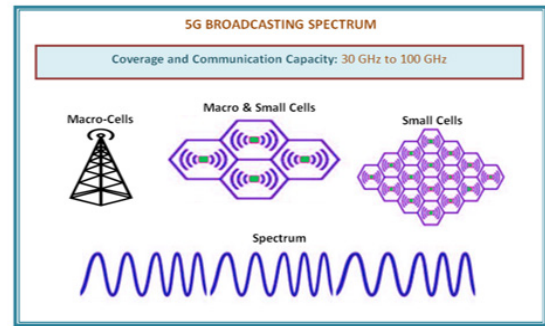 5G BROADCASTING SPECTRUM
Coverage and Communication Capacity: 30 GHz to 100 GHz
Macro-Cells
Macro & Small Cells
Small Cells
Spectrum